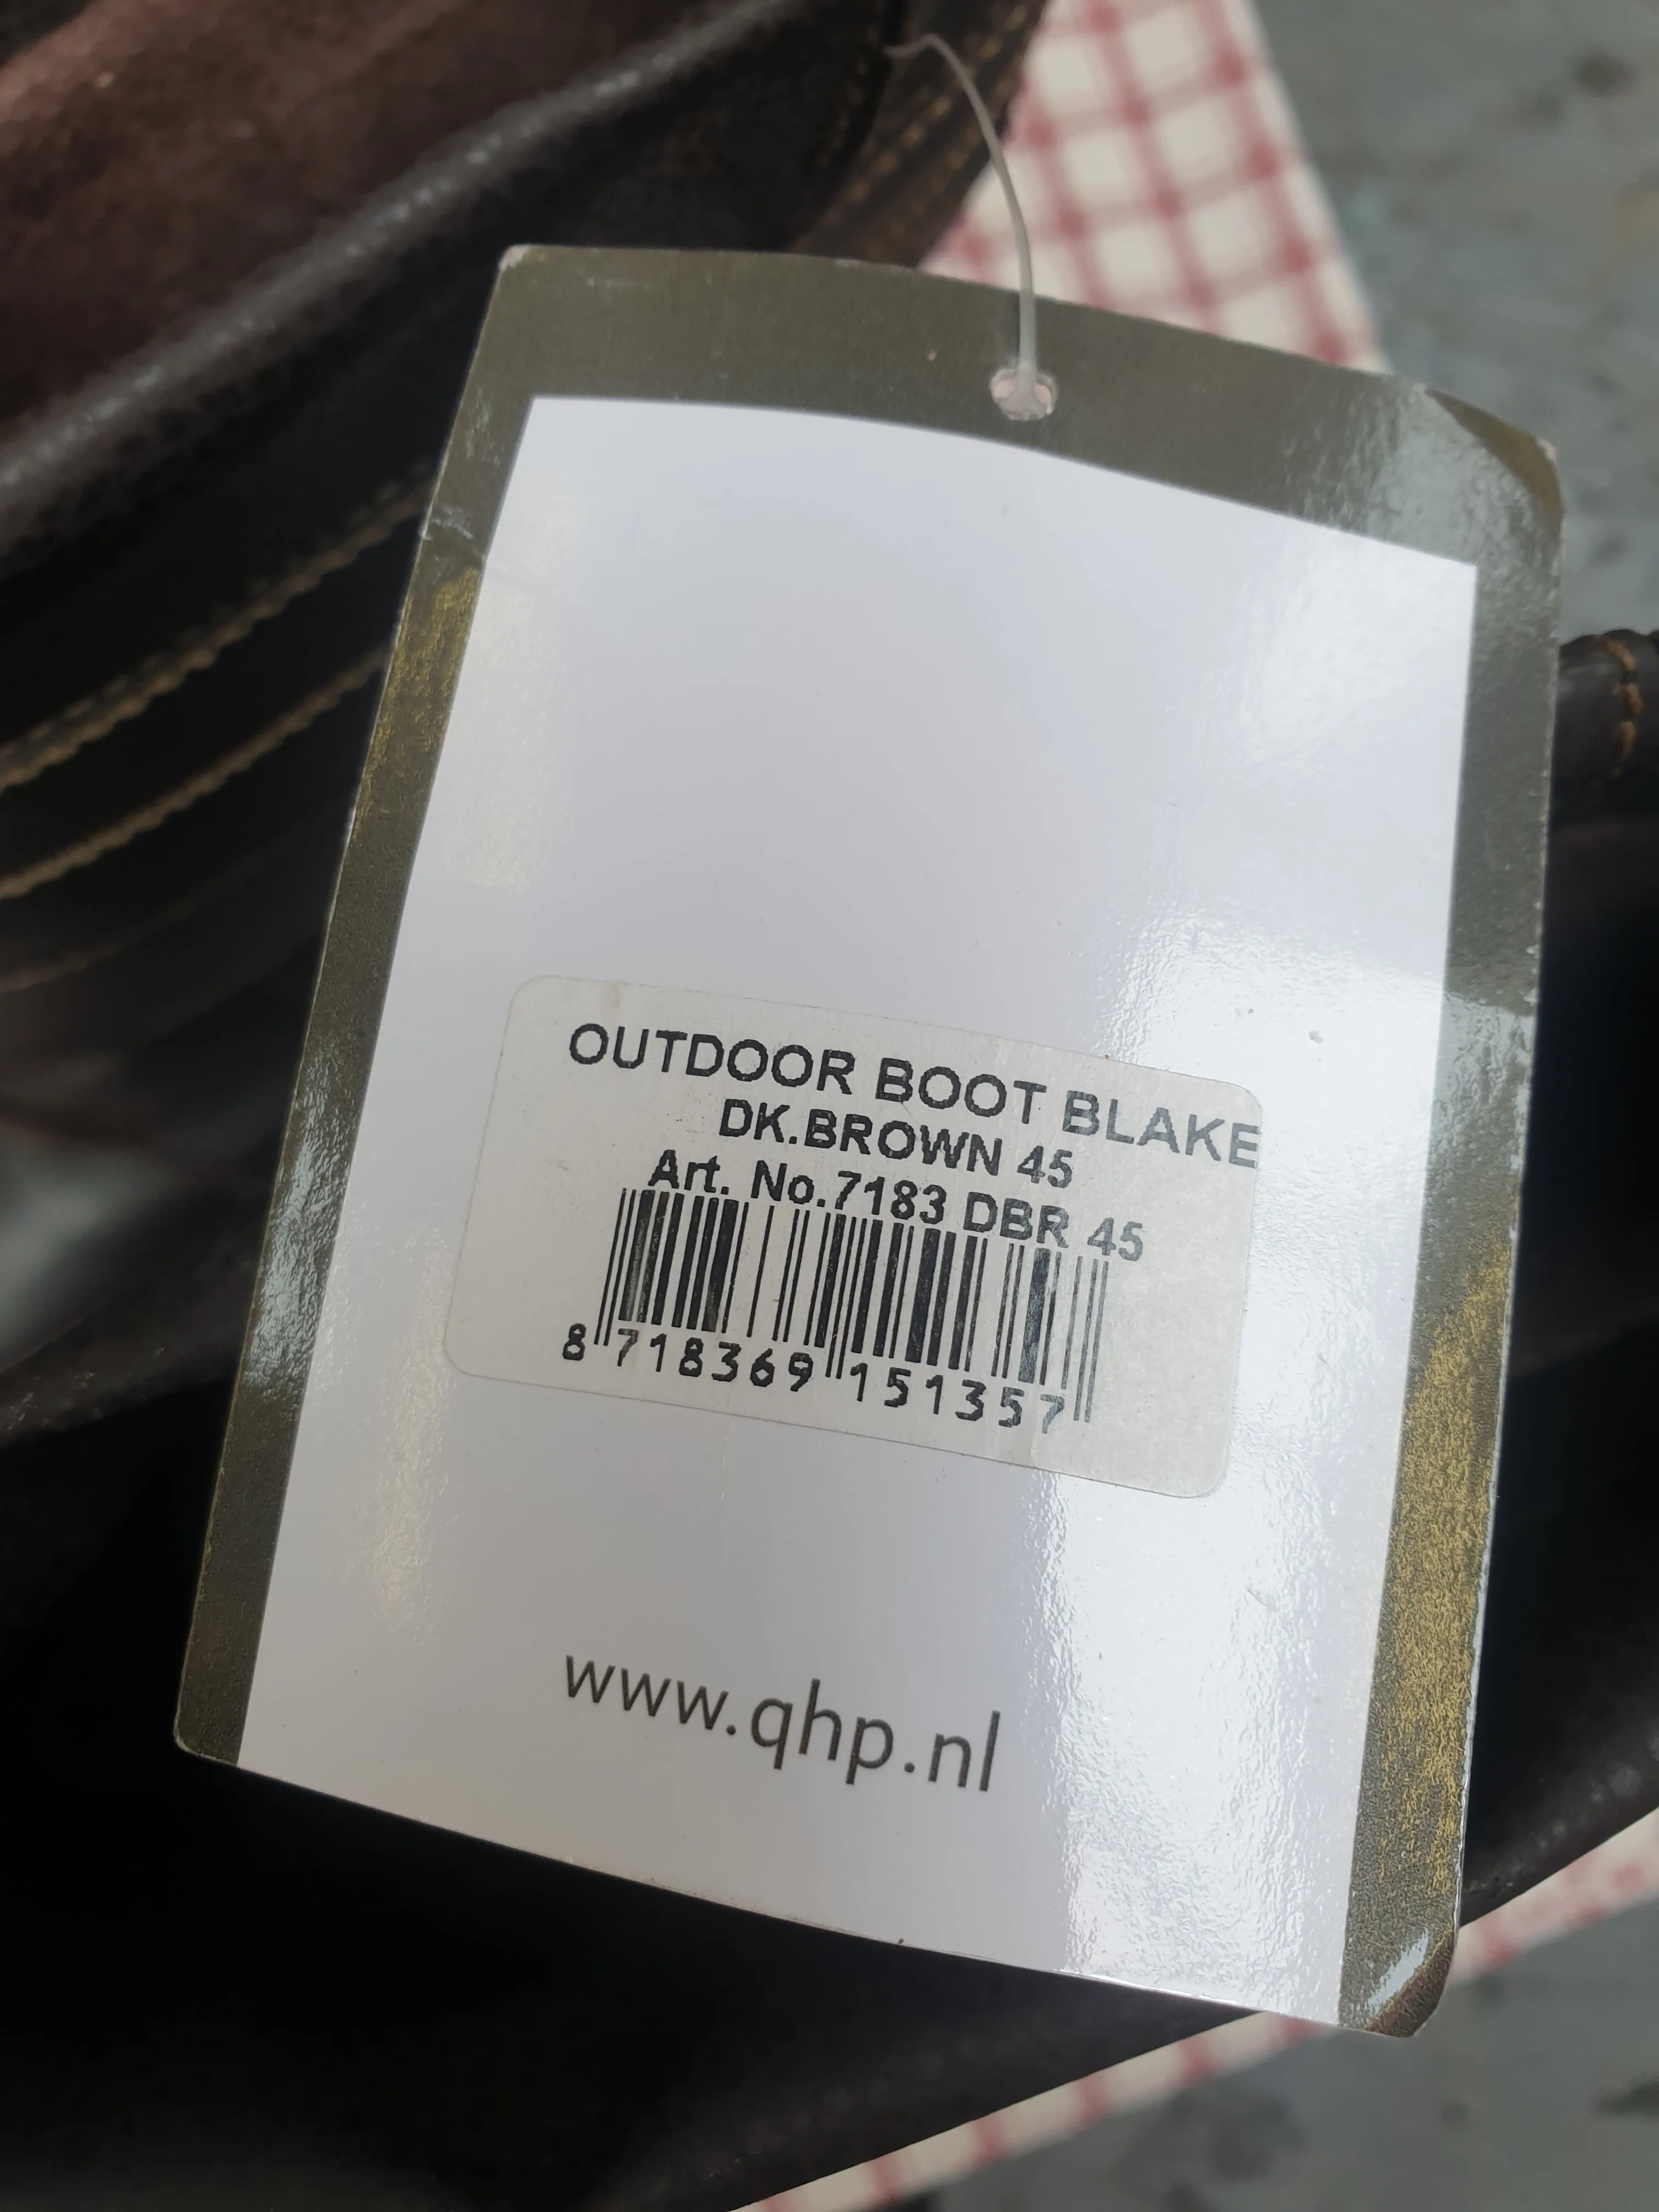 OUTDOOR BOOT BLAKE
DK.BROWN 45
Art. No.7183 DBR 45
8 718369 151357
www.qhp.nl